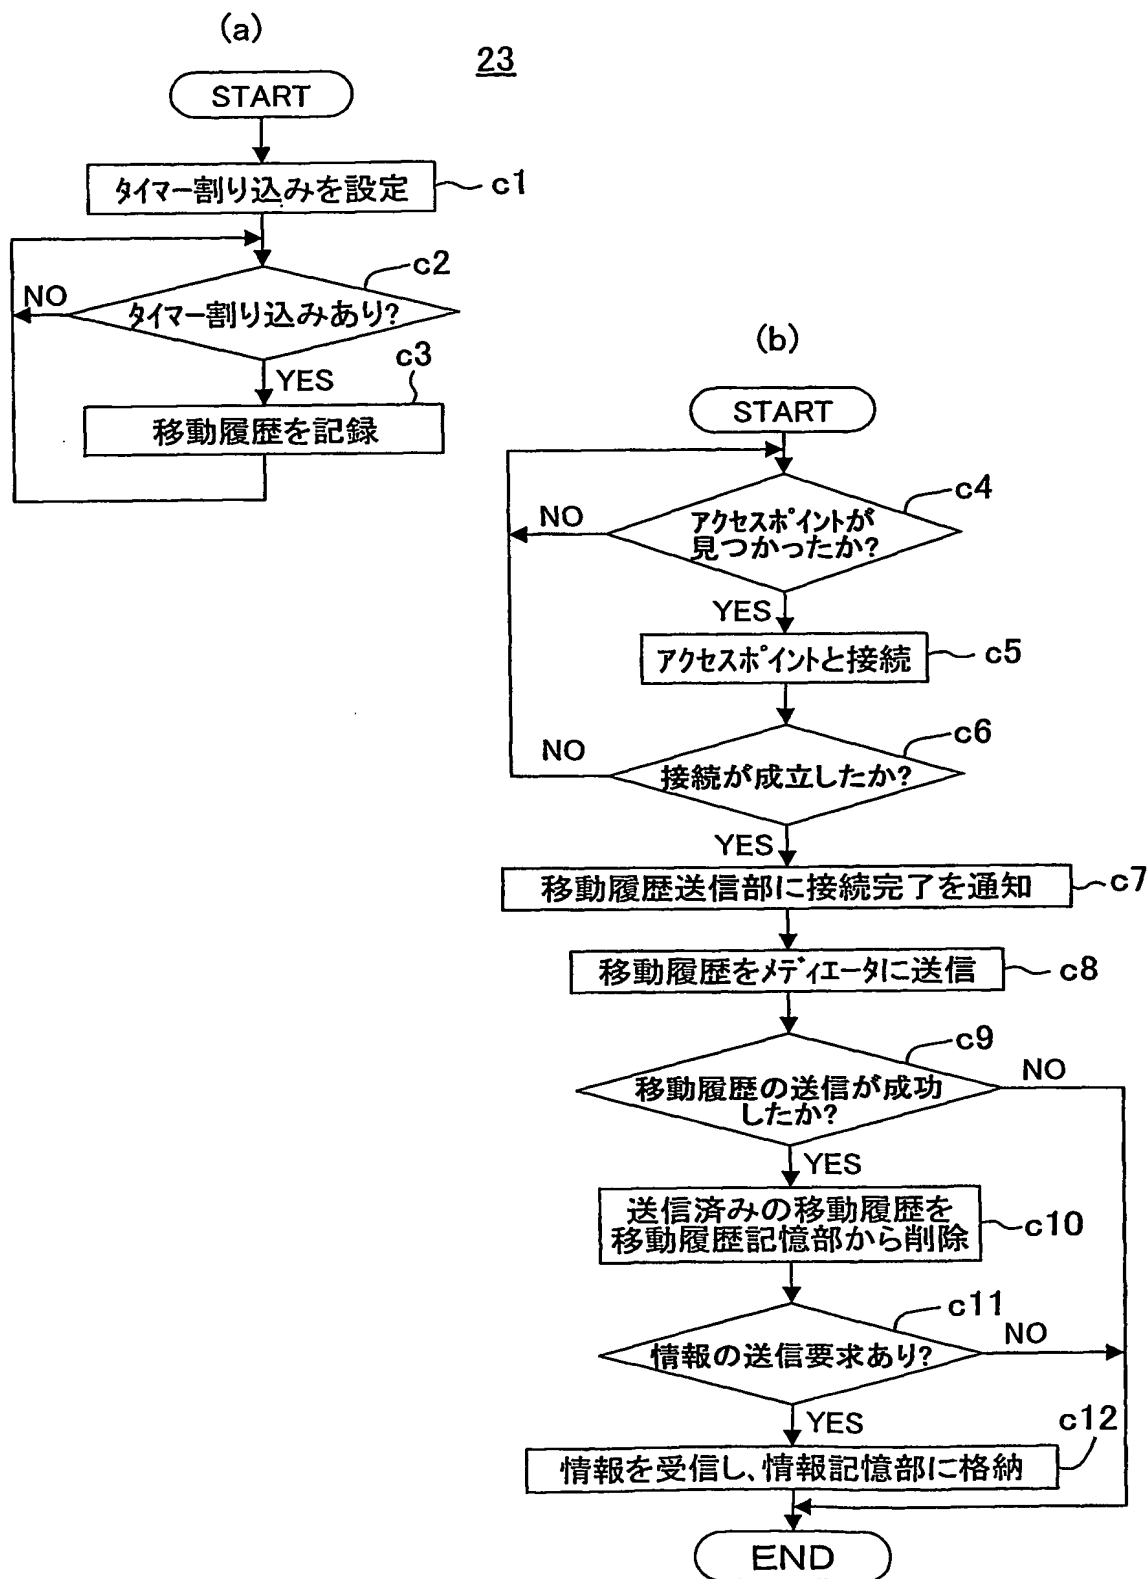 (a)
23
START
タイマー割り込みを設定
c1
c2
NO
タイマー割り込みあり?
YES
c3
移動履歴を記録
(b)
START
c4
NO
アクセスポイントが
見つかったか?
YES
アクセスポイントと接続
c5
c6
NO
接続が成立したか?
YES
移動履歴送信部に接続完了を通知
c7
移動履歴をメディエータに送信
c8
c9
NO
移動履歴の送信が成功
したか?
YES
送信済みの移動履歴を
移動履歴記憶部から削除
c10
c11
NO
情報の送信要求あり?
YES
c12
情報を受信し、情報記憶部に格納
END